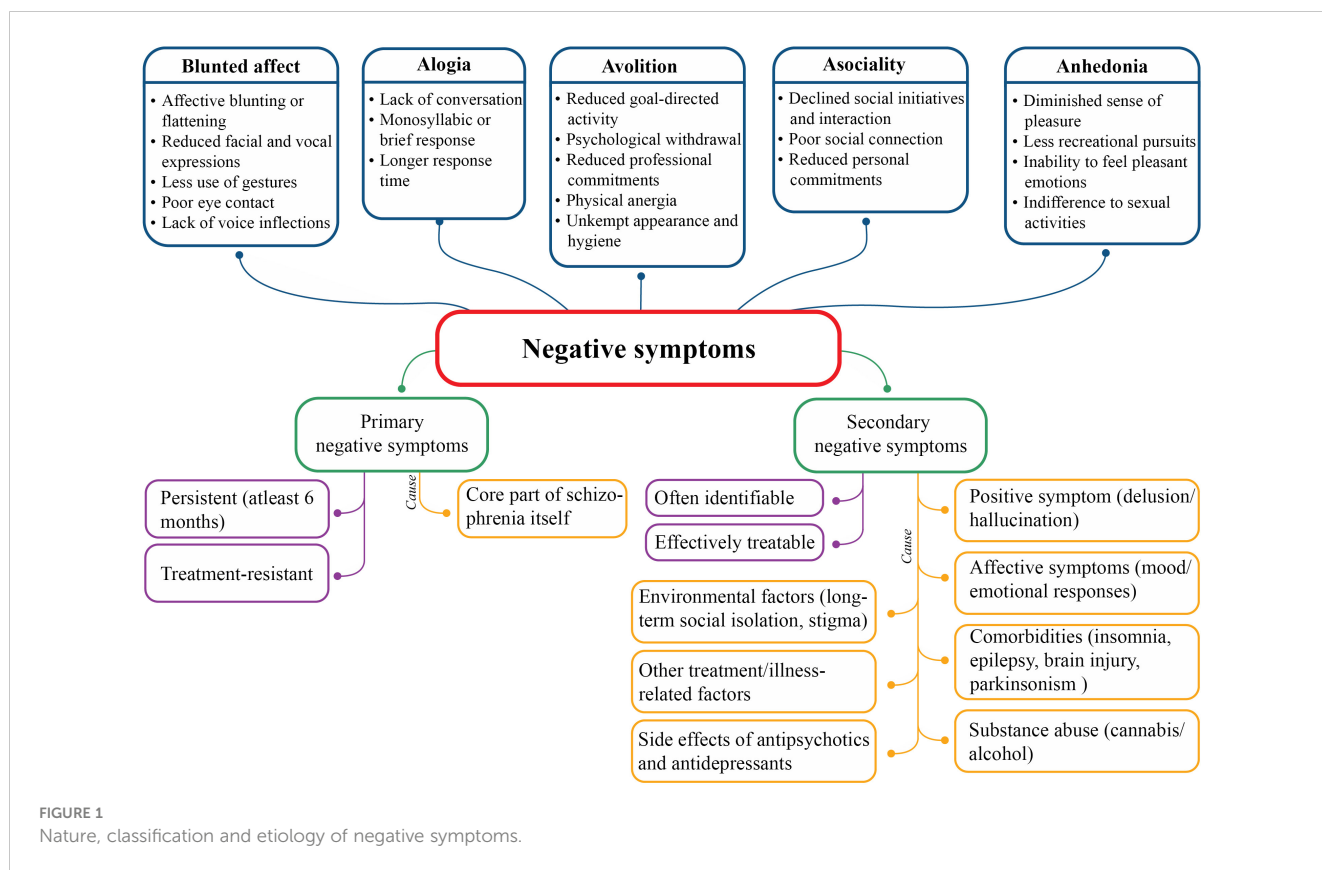 Blunted affect
• Affective blunting or
flattening
• Reduced facial and vocal
expressions
• Less use of gestures
• Poor eye contact
• Lack of voice inflections
Alogia
• Lack of conversation
• Monosyllabic or
brief response
• Longer response
time
Avolition
• Reduced goal-directed
activity
• Psychological withdrawal
• Reduced professional
commitments
• Physical anergia
• Unkempt appearance and
hygiene
Asociality
• Declined social initiatives
and interaction
• Poor social connection
• Reduced personal
commitments
Anhedonia
• Diminished sense of
pleasure
• Less recreational pursuits
• Inability to feel pleasant
emotions
• Indifference to sexual
activities
Negative symptoms
Primary
negative symptoms
Persistent (atleast 6
months)
Treatment-resistant
Cause
Core part of schizo-
phrenia itself
Secondary
negative symptoms
Often identifiable
Effectively treatable
Cause
Environmental factors (long-
term social isolation, stigma)
Other treatment/illness-
related factors
Side effects of antipsychotics
and antidepressants
Positive symptom (delusion/
hallucination)
Affective symptoms (mood/
emotional responses)
Comorbidities (insomnia,
epilepsy, brain injury,
parkinsonism )
Substance abuse (cannabis/
alcohol)
FIGURE 1
Nature, classification and etiology of negative symptoms.